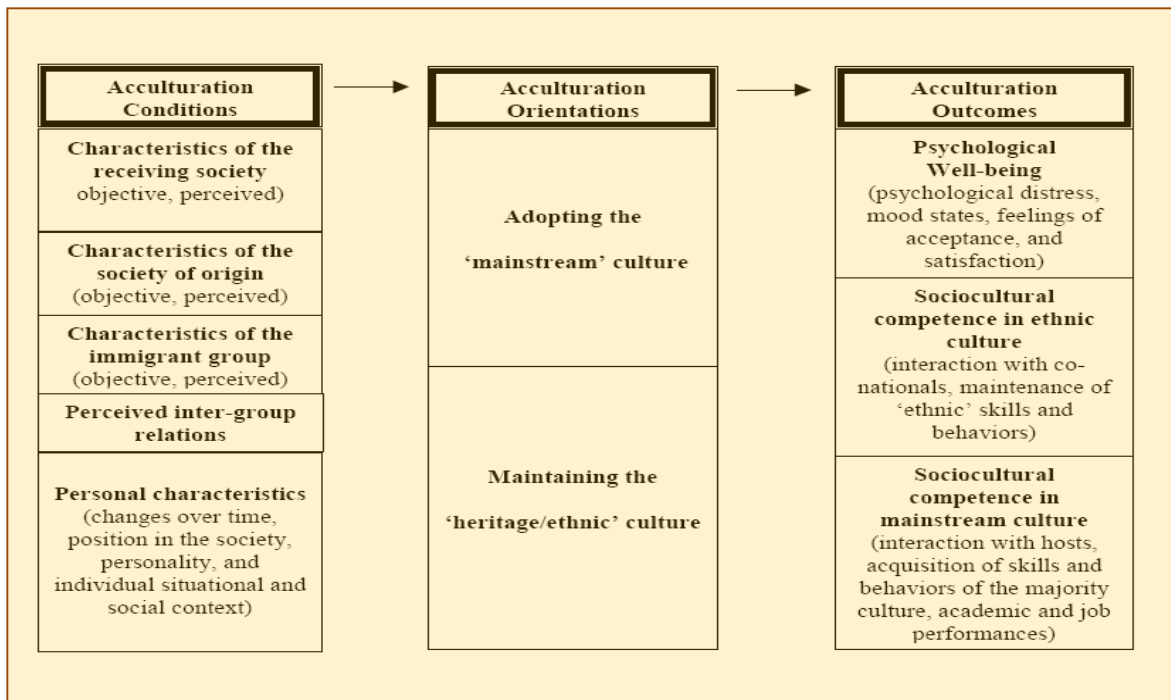 Acculturation
Conditions
Characteristics of the
receiving society
objective, perceived)
Characteristics of the
society of origin
(objective, perceived)
Characteristics of the
immigrant group
(objective, perceived)
Perceived inter-group
relations
Personal characteristics
(changes over time,
position in the society,
personality, and
individual situational and
social context)
Acculturation
Orientations
Adopting the
‘mainstream’ culture
Maintaining the
‘heritage/ethnic’ culture
Acculturation
Outcomes
Psychological
Well-being
(psychological distress,
mood states, feelings of
acceptance, and
satisfaction)
Sociocultural
competence in ethnic
culture
(interaction with co-
nationals, maintenance of
‘ethnic’ skills and
behaviors)
Sociocultural
competence in
mainstream culture
(interaction with hosts,
acquisition of skills and
behaviors of the majority
culture, academic and job
performances)